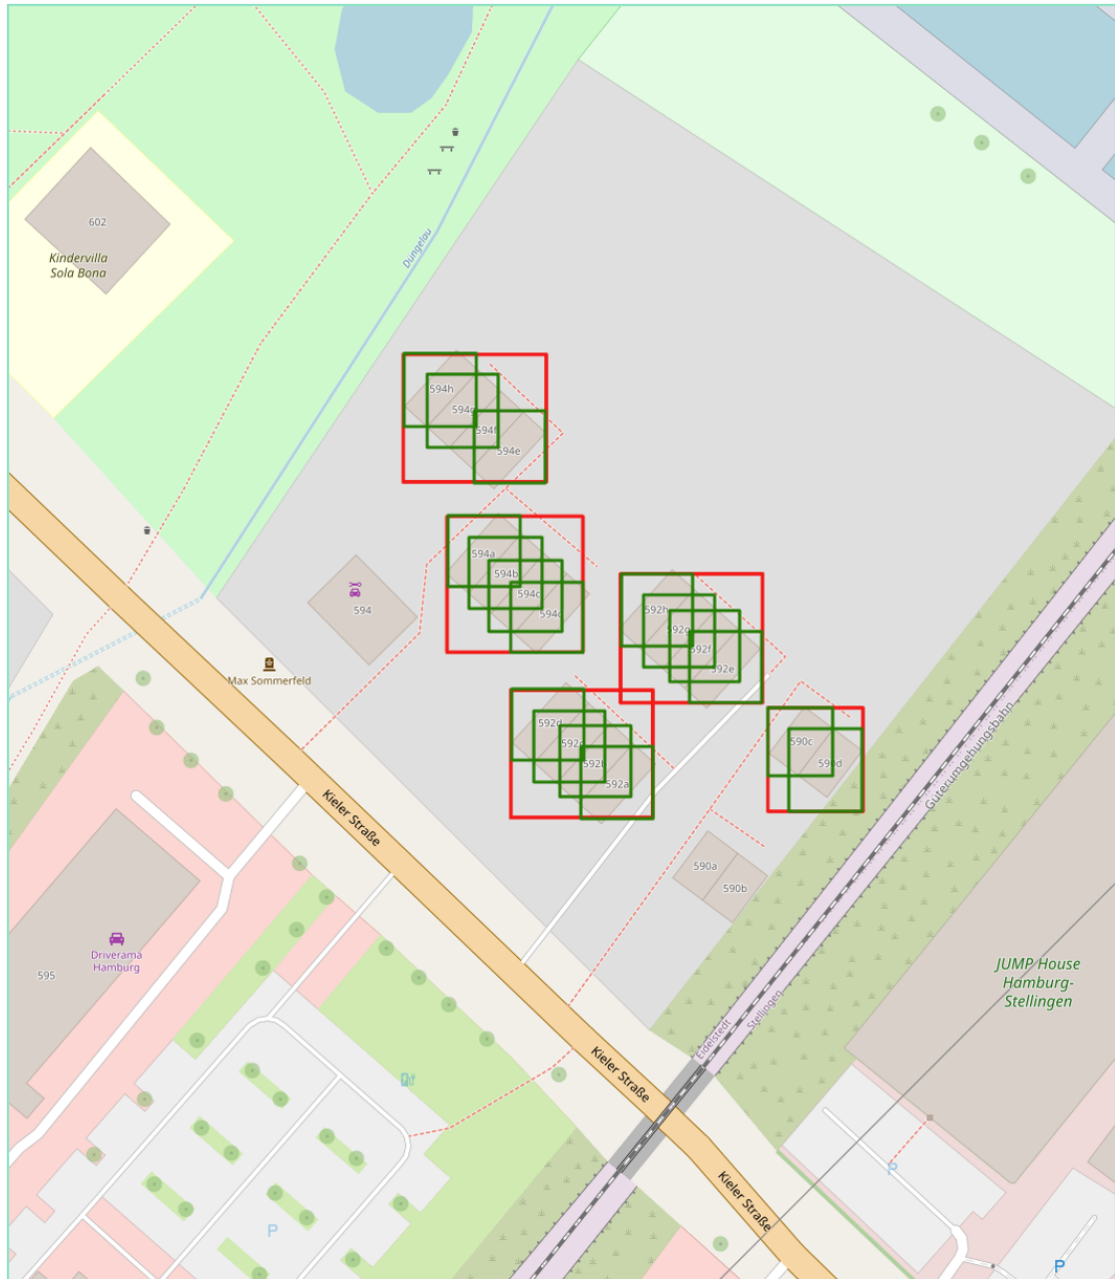 602
Kindervilla
Sola Bona
Düngelau
594h
594g
594f
594e
594a
594b
594c
594d
594
Max Sommerfeld
592h
592g
592f
592e
592d
592c
592b
592a
590c
590d
590a
590b
Güterumgehungsbahn
Kieler Straße
Driverama
Hamburg
595
JUMP House
Hamburg-
Stellingen
Eidelstedt
Stellingen
Kieler Straße
P
P
Kieler Straße
P